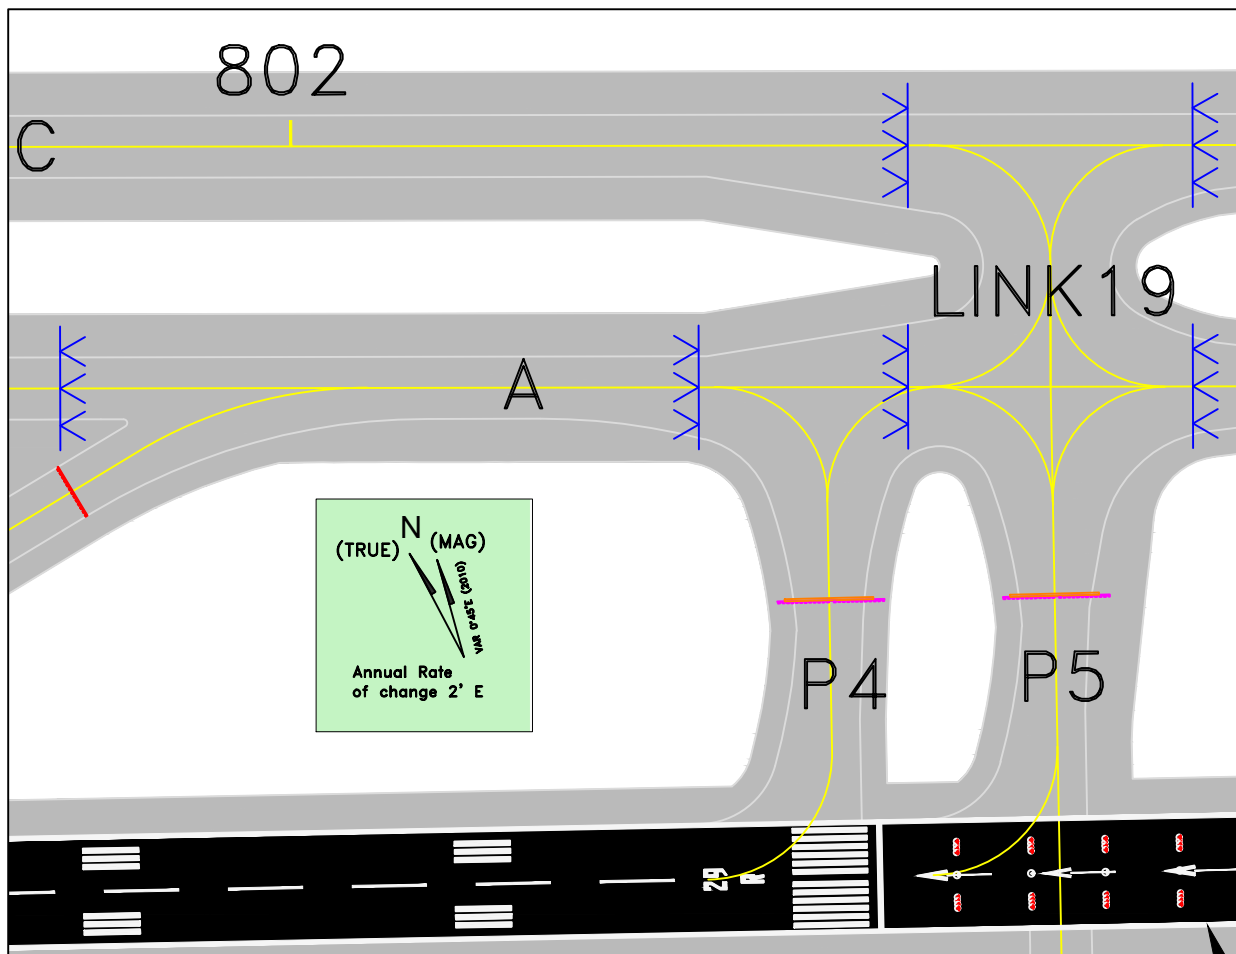 802
C
LINK19
A
N
(TRUE) (MAG)
VAR 0°45'E (2010)
Annual Rate
of change 2' E
P4
P5
29
R